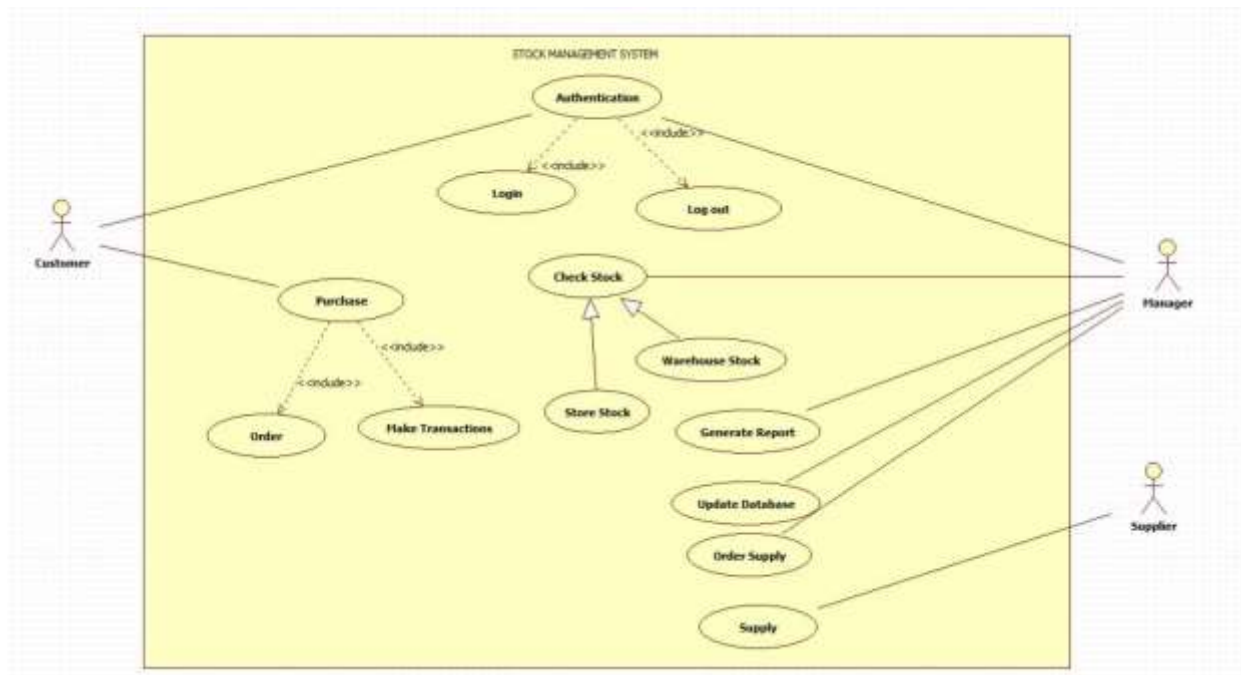 STOCK MANAGEMENT SYSTEM
Authentication
<<include>>
<<include>>
Login
Log out
Customer
Check Stock
Manager
Purchase
<<include>>
Warehouse Stock
<<include>>
Store Stock
Order
Make Transactions
Generate Report
Update Database
Supplier
Order Supply
Supply